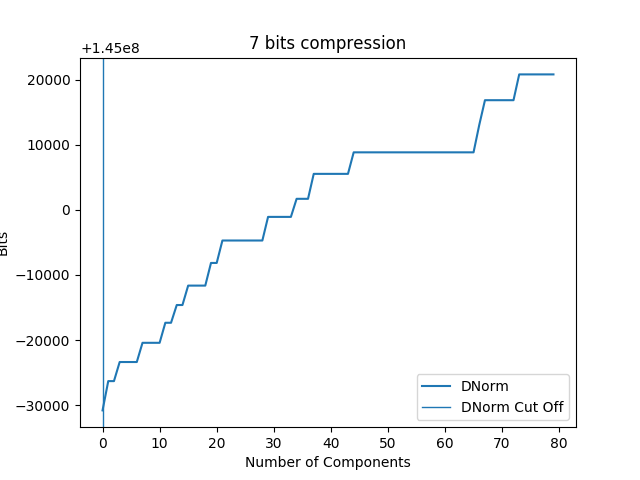 7 bits compression
+1.45e8
20000
10000
0
−10000
−20000
−30000
Bits
0 10 20 30 40 50 60 70 80
Number of Components
DNorm
DNorm Cut Off